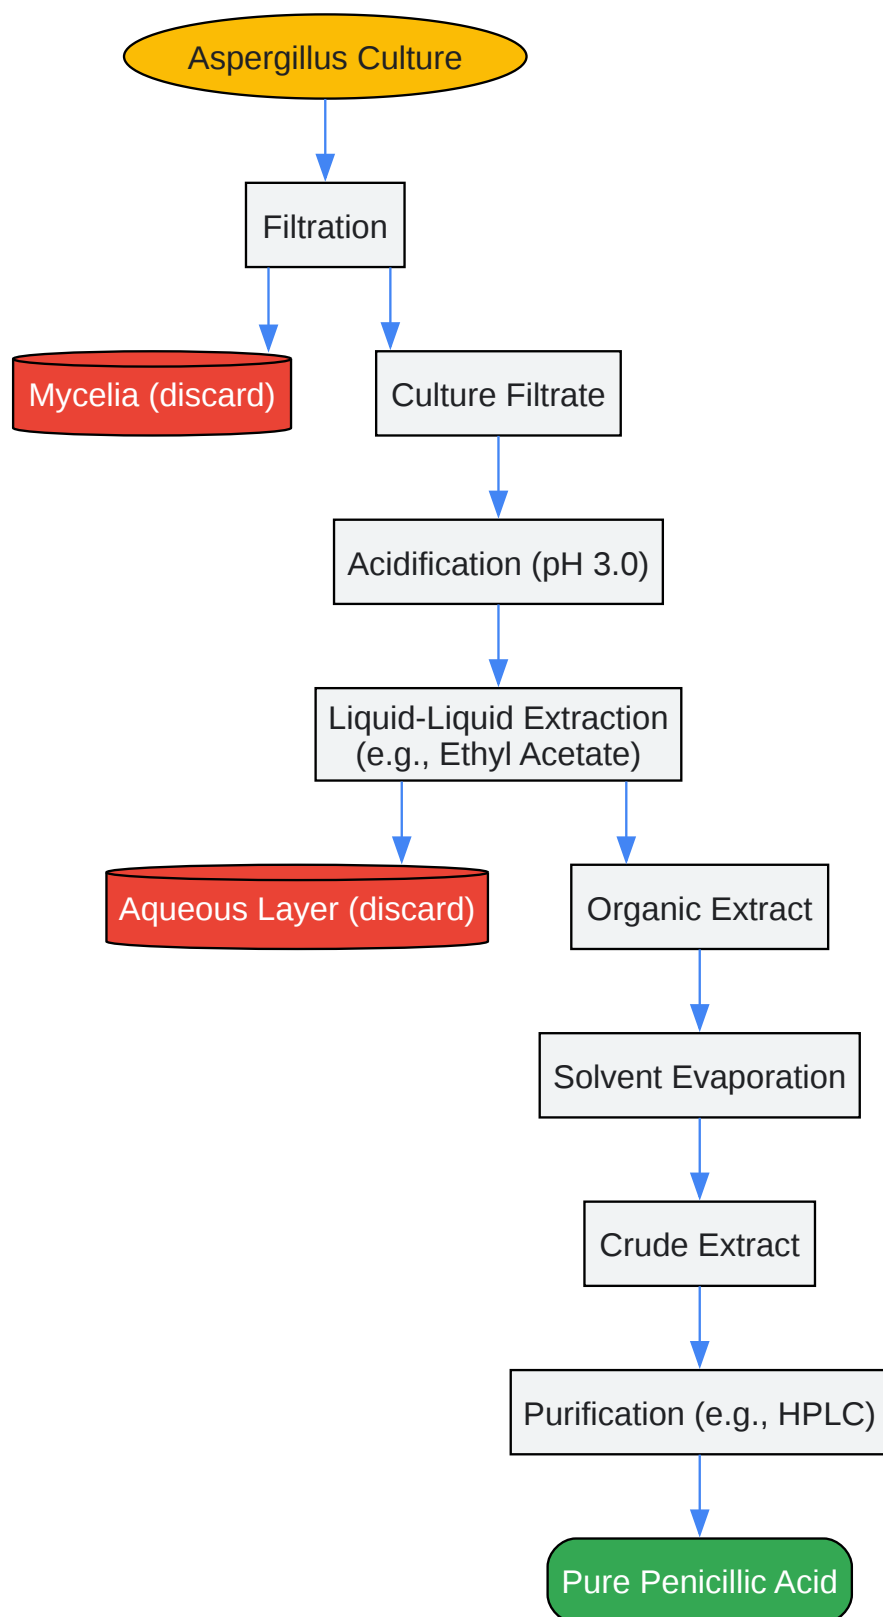 Aspergillus Culture
Filtration
Mycelia (discard)
Culture Filtrate
Acidification (pH 3.0)
Liquid-Liquid Extraction
(e.g., Ethyl Acetate)
Aqueous Layer (discard)
Organic Extract
Solvent Evaporation
Crude Extract
Purification (e.g., HPLC)
Pure Penicillic Acid